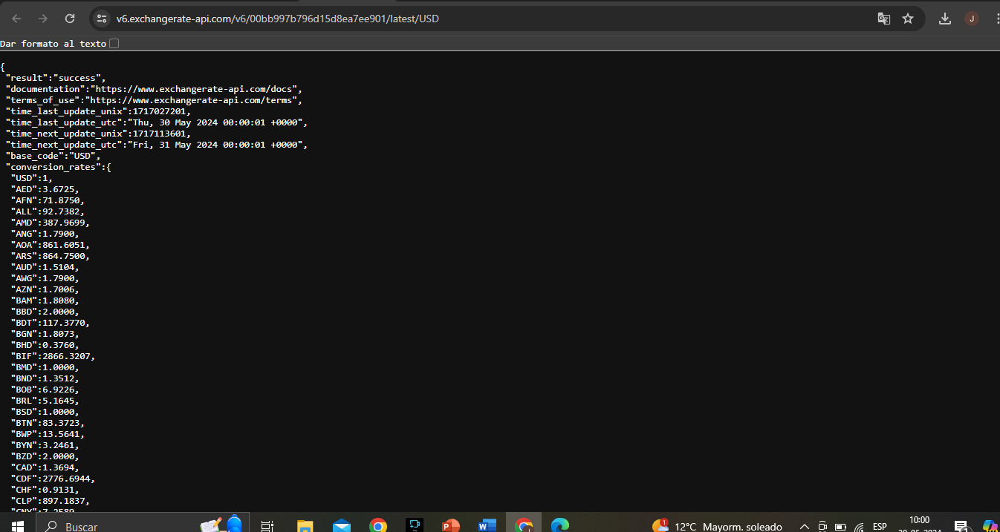 v6.exchangerate-api.com/v6/00bb997b796d15d8ea7ee901/latest/USD
J
Dar formato al texto
{
"result":"success",
"documentation":"https://www.exchangerate-api.com/docs",
"terms_of_use":"https://www.exchangerate-api.com/terms",
"time_last_update_unix":1717027201,
"time_last_update_utc":"Thu, 30 May 2024 00:00:01 +0000",
"time_next_update_unix":1717113601,
"time_next_update_utc":"Fri, 31 May 2024 00:00:01 +0000",
"base_code":"USD",
"conversion_rates":{
"USD":1,
"AED":3.6725,
"AFN":71.8750,
"ALL":92.7382,
"AMD":387.9699,
"ANG":1.7900,
"AOA":861.6051,
"ARS":864.7500,
"AUD":1.5104,
"AWG":1.7900,
"AZN":1.7006,
"BAM":1.8080,
"BBD":2.0000,
"BDT":117.3770,
"BGN":1.8073,
"BHD":0.3760,
"BIF":2866.3207,
"BMD":1.0000,
"BND":1.3512,
"BOB":6.9226,
"BRL":5.1645,
"BSD":1.0000,
"BTN":83.3723,
"BWP":13.5641,
"BYN":3.2461,
"BZD":2.0000,
"CAD":1.3694,
"CDF":2776.6944,
"CHF":0.9131,
"CLP":897.1837,
Buscar
1
12°C Mayorm. soleado
ESP
10:00